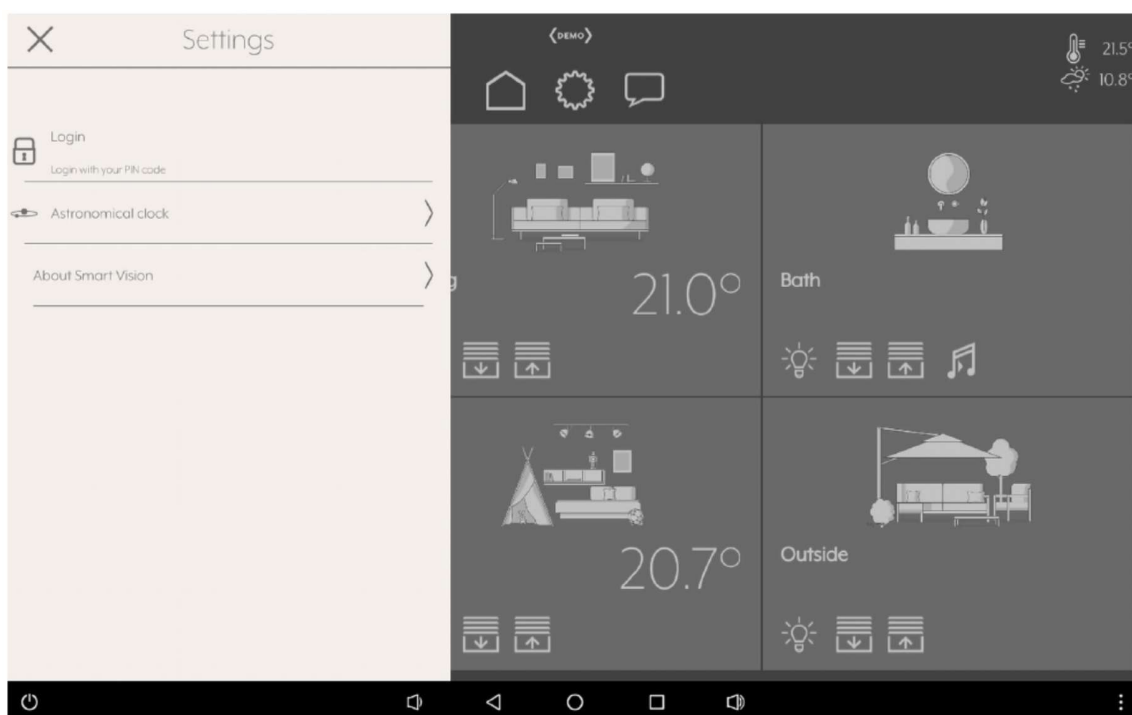 Settings
Login
Login with your PIN code
Astronomical clock
About Smart Vision
DEMO
21.5°
10.8°
g
21.0°
Bath
20.7°
Outside